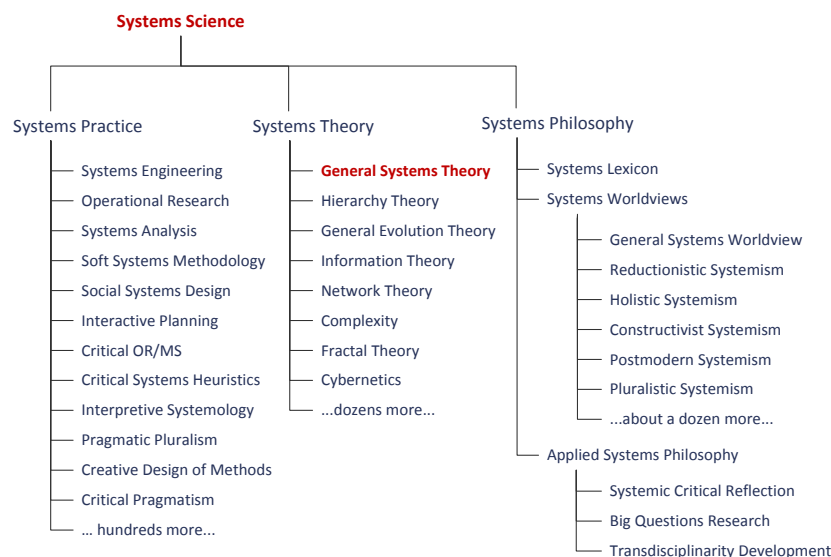 Systems Science
Systems Practice
Systems Engineering
Operational Research
Systems Analysis
Soft Systems Methodology
Social Systems Design
Interactive Planning
Critical OR/MS
Critical Systems Heuristics
Interpretive Systemology
Pragmatic Pluralism
Creative Design of Methods
Critical Pragmatism
… hundreds more...
Systems Theory
General Systems Theory
Hierarchy Theory
General Evolution Theory
Information Theory
Network Theory
Complexity
Fractal Theory
Cybernetics
...dozens more...
Systems Philosophy
Systems Lexicon
Systems Worldviews
General Systems Worldview
Reductionistic Systemism
Holistic Systemism
Constructivist Systemism
Postmodern Systemism
Pluralistic Systemism
...about a dozen more...
Applied Systems Philosophy
Systemic Critical Reflection
Big Questions Research
Transdisciplinarity Development